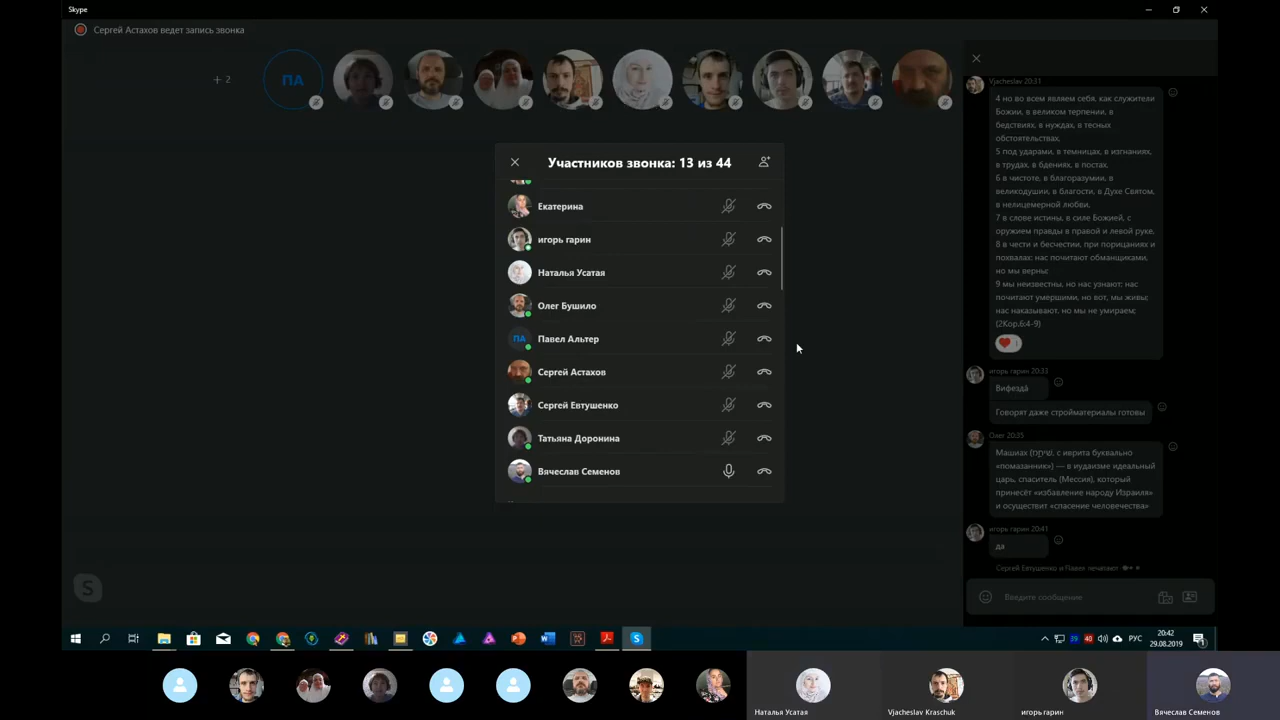 Skype
Сергей Астахов ведет запись звонка
+ 2
ПА
Участников звонка: 13 из 44
Екатерина
игорь гарин
Наталья Усатая
Олег Бушило
ПА
Павел Альтер
Сергей Астахов
Сергей Евтушенко
Татьяна Доронина
Вячеслав Семенов
Vjacheslav 20:31
4 но во всем являем себя, как служители
Божии, в великом терпении, в
бедствиях, в нуждах, в тесных
обстоятельствах,
5 под ударами, в темницах, в изгнаниях,
в трудах, в бдениях, в постах,
6 в чистоте, в благоразумии, в
великодушии, в благости, в Духе Святом,
в нелицемерной любви,
7 в слове истины, в силе Божией, с
оружием правды в правой и левой руке,
8 в чести и бесчестии, при порицаниях и
похвалах: нас почитают обманщиками,
но мы верны;
9 мы неизвестны, но нас узнают; нас
почитают умершими, но вот, мы живы;
нас наказывают, но мы не умираем;
(2Кор.6:4-9)
1
игорь гарин 20:33
Вифезда́
Говорят даже стройматериалы готовы
Олег 20:35
Машиах с иврита буквально
«помазанник») — в иудаизме идеальный
царь, спаситель (Мессия), который
принесёт «избавление народу Израиля»
и осуществит «спасение человечества»
игорь гарин 20:41
да
Сергей Евтушенко и Павел печатают
Введите сообщение
S
РУС
20:42
29.08.2019
Наталья Усатая
Vjacheslav Kraschuk
игорь гарин
Вячеслав Семенов